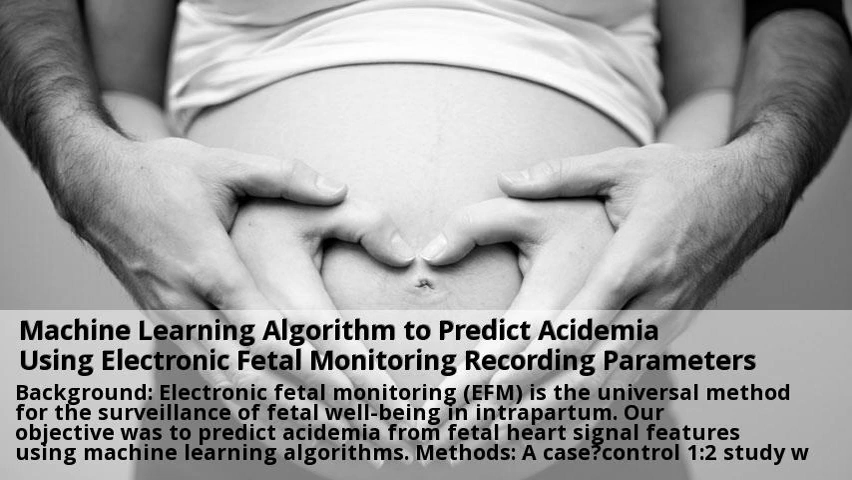 Machine Learning Algorithm to Predict Acidemia
Using Electronic Fetal Monitoring Recording Parameters
Background: Electronic fetal monitoring (EFM) is the universal method
for the surveillance of fetal well-being in intrapartum. Our
objective was to predict acidemia from fetal heart signal features
using machine learning algorithms. Methods: A case?control 1:2 study w